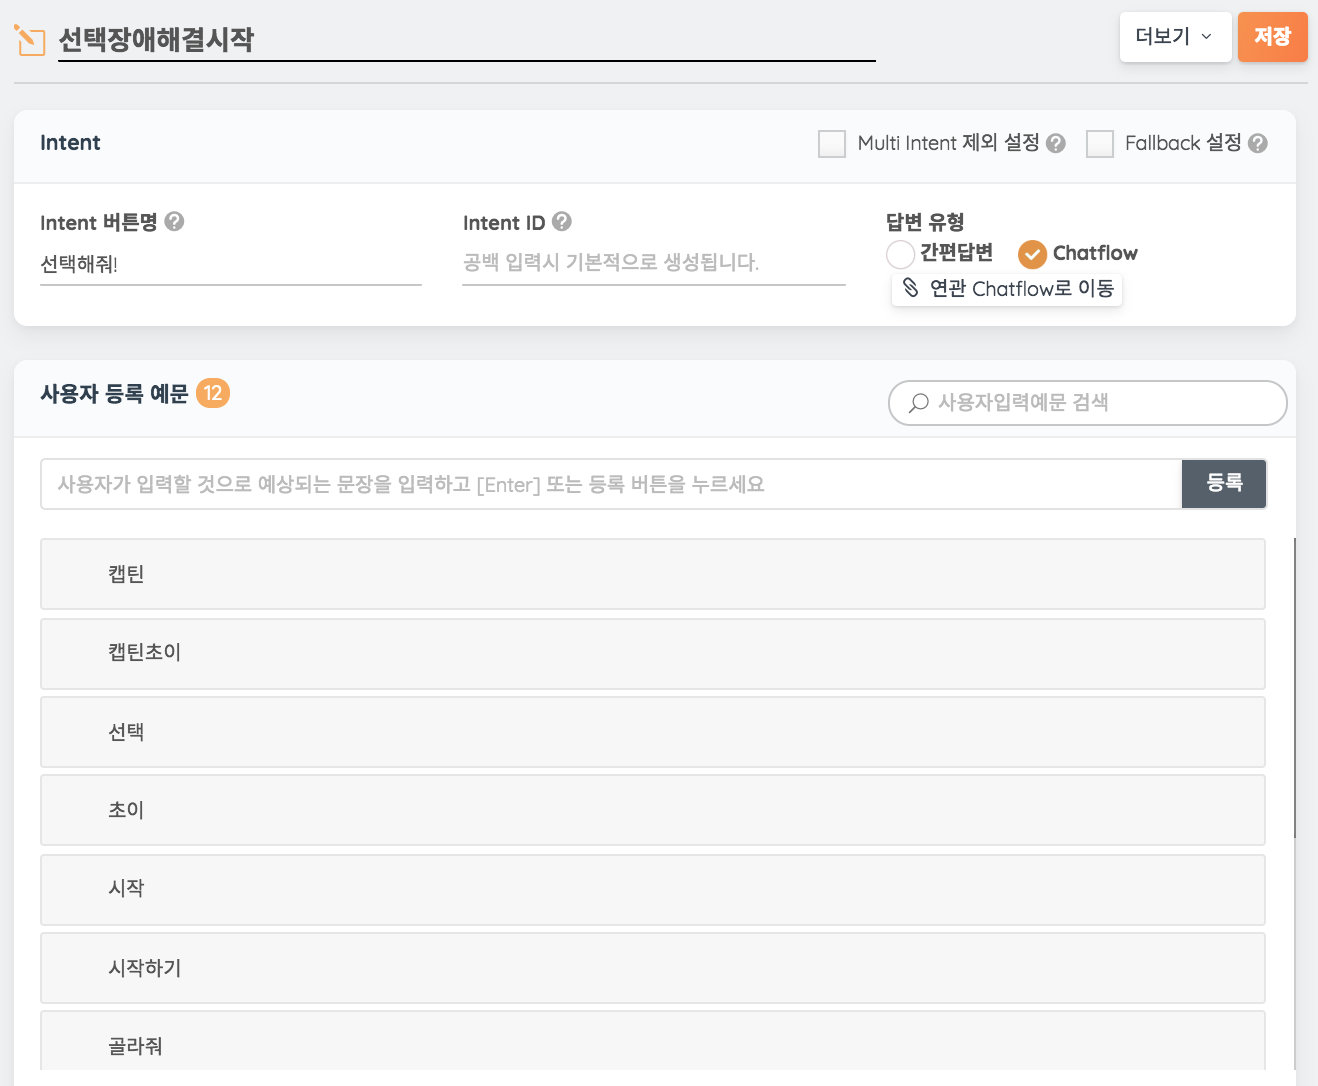 선택장애해결시작
더보기
저장
Intent
Multi Intent 제외 설정
Fallback 설정
Intent 버튼명
Intent ID
답변 유형
선택해줘!
공백 입력시 기본적으로 생성됩니다.
간편답변
Chatflow
연관 Chatflow로 이동
사용자 등록 예문 12
사용자입력예문 검색
사용자가 입력할 것으로 예상되는 문장을 입력하고 [Enter] 또는 등록 버튼을 누르세요
등록
캡틴
캡틴초이
선택
초이
시작
시작하기
골라줘